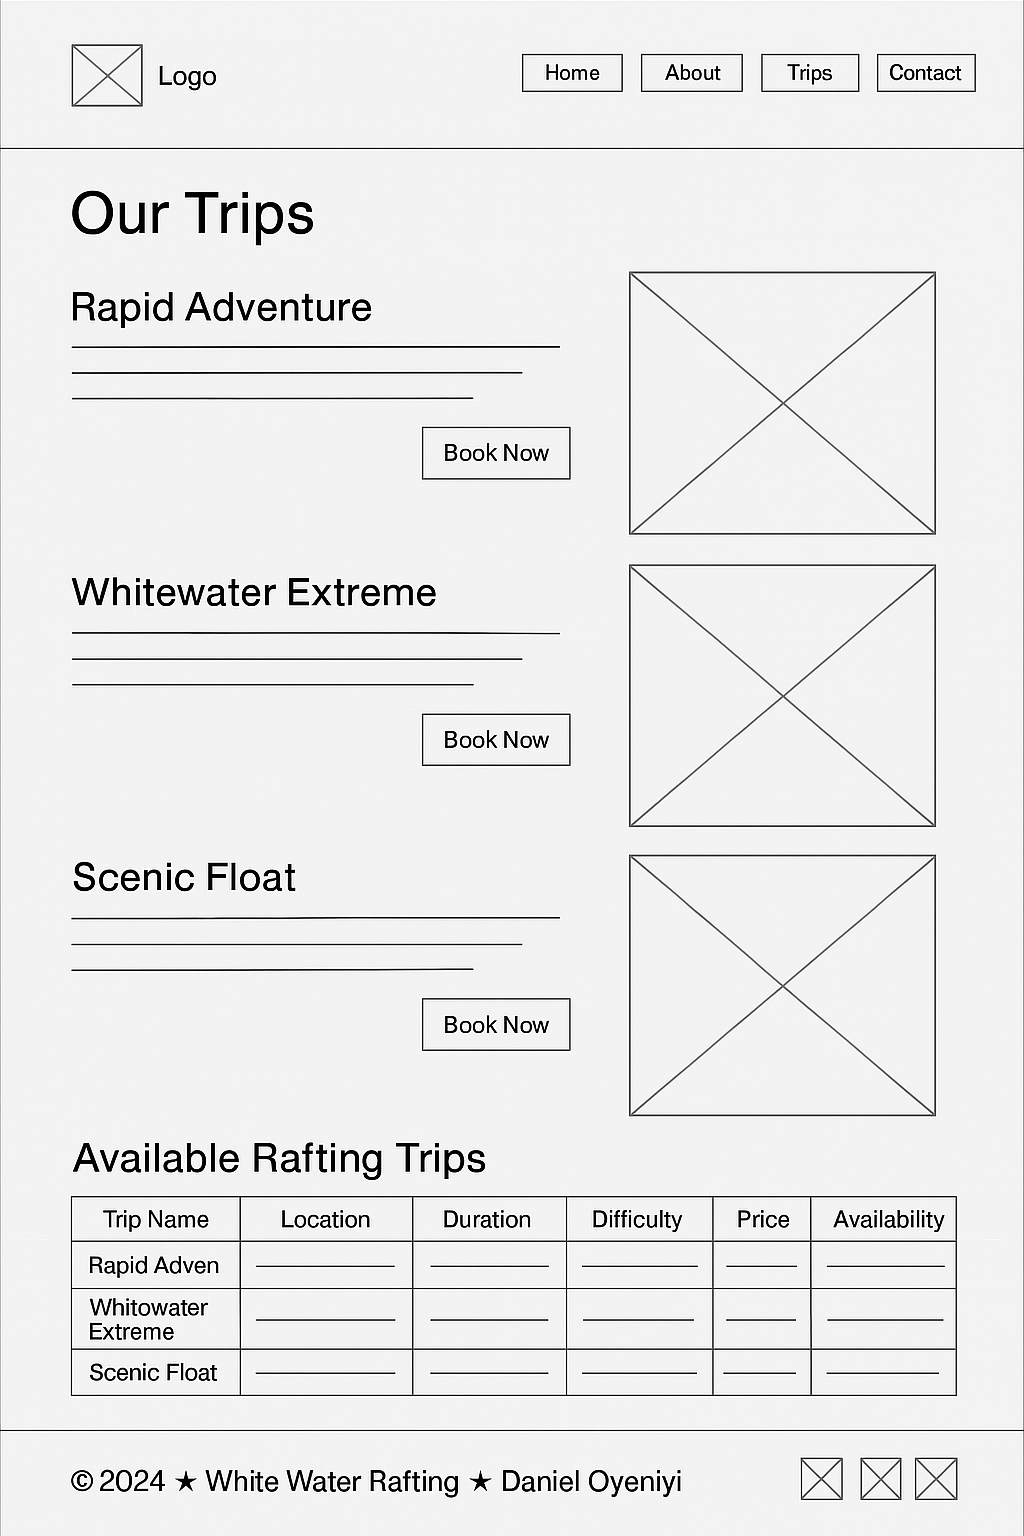 Logo
Home
About
Trips
Contact
Our Trips
Rapid Adventure
Book Now
Whitewater Extreme
Book Now
Scenic Float
Book Now
Available Rafting Trips
Trip Name Location Duration Difficulty Price Availability
Rapid Adven
Whitowater
Extreme
Scenic Float
© 2024 ★ White Water Rafting ★ Daniel Oyeniyi